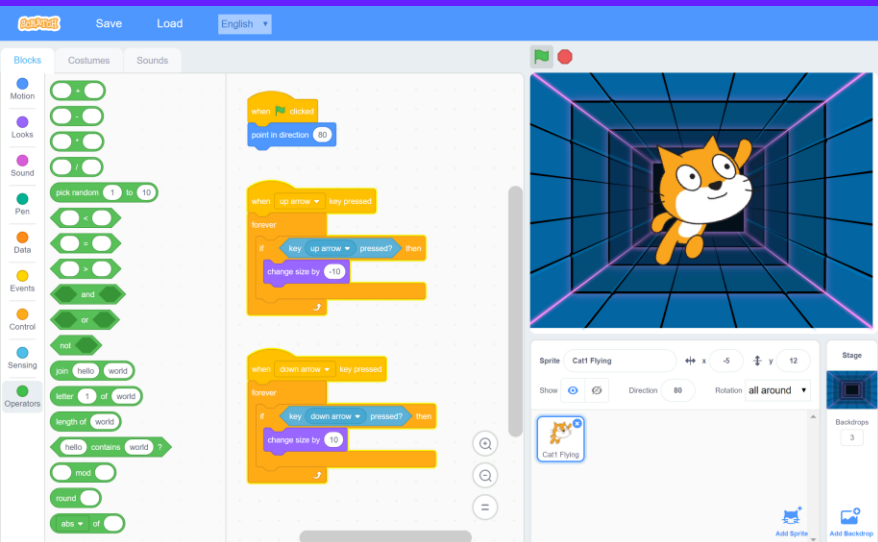 SCRATCH
Save
Load
English ▼
Blocks
Costumes
Sounds
Motion
Looks
Sound
Pen
Data
Events
Control
Sensing
Operators
+
-
*
/
pick random 1 to 10
<
=
>
and
or
not
join hello world
letter 1 of world
length of world
hello contains world ?
mod
round
abs of
when clicked
point in direction 80
when up arrow key pressed
forever
if key up arrow pressed? then
change size by -10
when down arrow key pressed
forever
if key down arrow pressed? then
change size by 10
Sprite Cat1 Flying x -5 y 12
Show Direction 80 Rotation all around
Cat1 Flying
Add Sprite
Stage
Backdrops
3
Add Backdrop